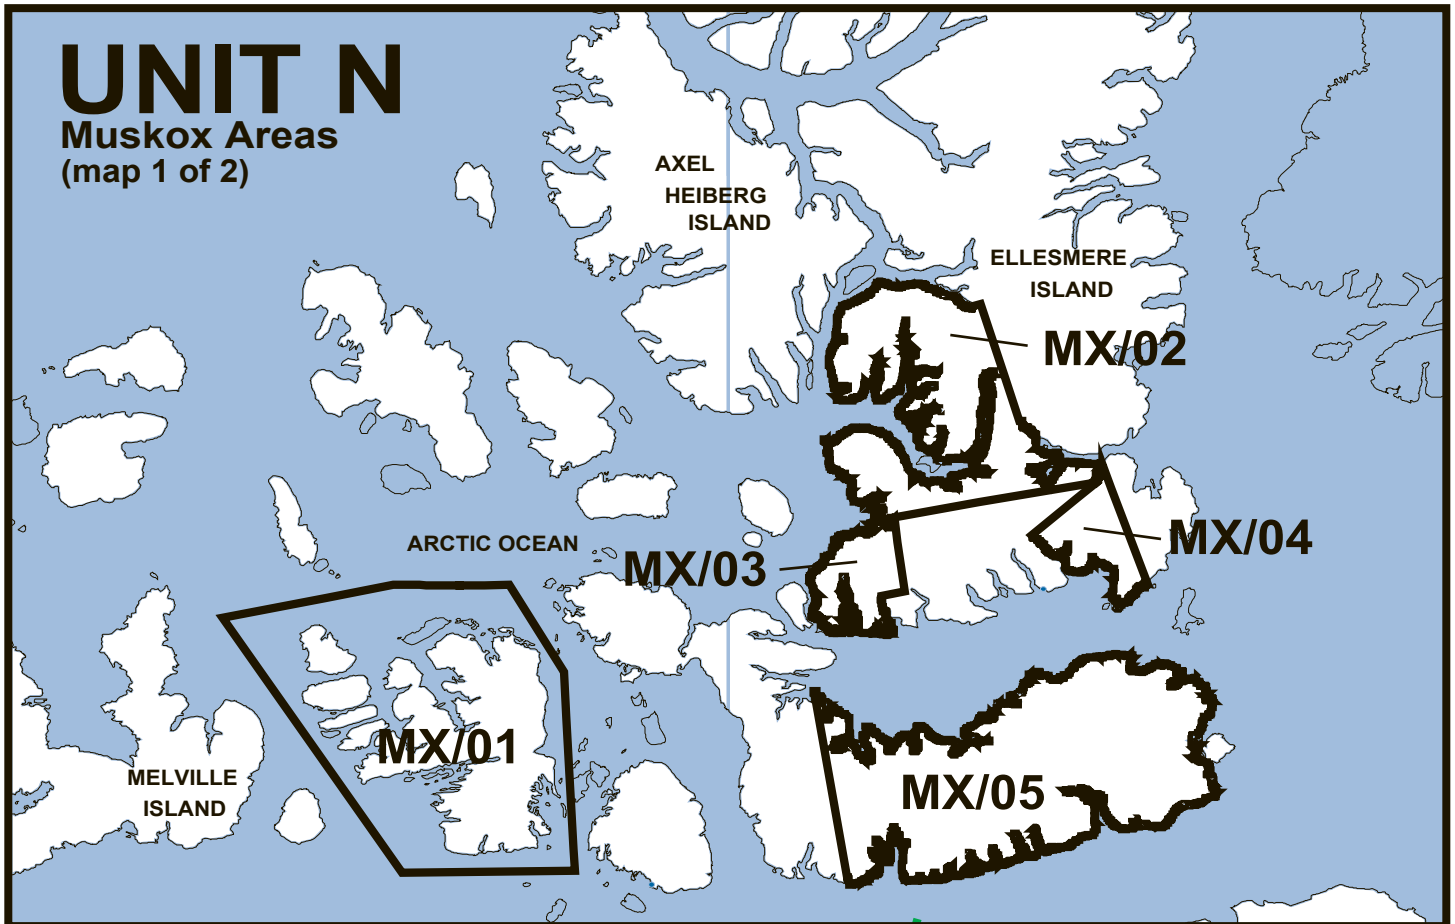 UNIT N
Muskox Areas
(map 1 of 2)
AXEL
HEIBERG
ISLAND
ELLESMERE
ISLAND
MX/02
ARCTIC OCEAN
MX/03
MX/04
MX/01
MELVILLE
ISLAND
MX/05